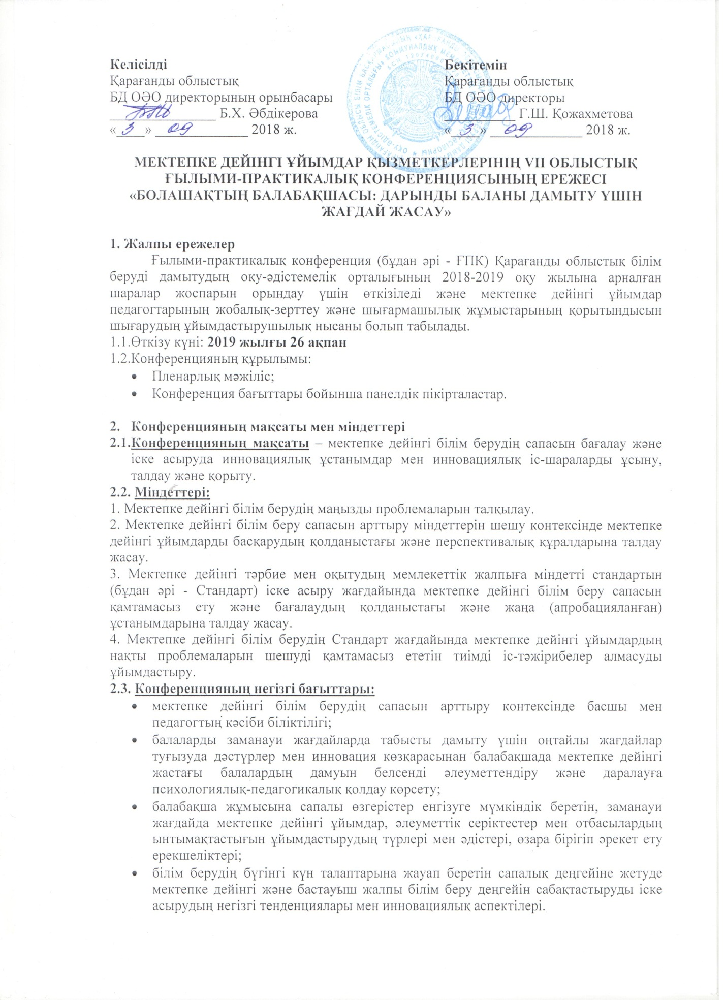 Келісілді
Қарағанды облыстық
БД ОӘО директорының орынбасары
_______________ Б.Х. Әбдікерова
«_3_» ____09____ 2018 ж.
Бекітемін
Қарағанды облыстық
БД ОӘО директоры
__________ Г.Ш. Қожахметова
«_3_» ____09____ 2018 ж.
МЕКТЕПКЕ ДЕЙІНГІ ҰЙЫМДАР ҚЫЗМЕТКЕРЛЕРІНІҢ VII ОБЛЫСТЫҚ
ҒЫЛЫМИ-ПРАКТИКАЛЫҚ КОНФЕРЕНЦИЯСЫНЫҢ ЕРЕЖЕСІ
«БОЛАШАҚТЫҢ БАЛАБАҚШАСЫ: ДАРЫНДЫ БАЛАНЫ ДАМЫТУ ҮШІН
ЖАҒДАЙ ЖАСАУ»
1. Жалпы ережелер
Ғылыми-практикалық конференция (бұдан әрі - ҒПК) Қарағанды облыстық білім
беруді дамытудың оқу-әдістемелік орталығының 2018-2019 оқу жылына арналған
шаралар жоспарын орындау үшін өткізіледі және мектепке дейінгі ұйымдар
педагогтарының жобалық-зерттеу және шығармашылық жұмыстарының қорытындысын
шығарудың ұйымдастырушылық нысаны болып табылады.
1.1.Өткізу күні: 2019 жылғы 26 ақпан
1.2.Конференцияның құрылымы:
• Пленарлық мәжіліс;
• Конференция бағыттары бойынша панелдік пікірталастар.
2. Конференцияның мақсаты мен міндеттері
2.1.Конференцияның мақсаты – мектепке дейінгі білім берудің сапасын бағалау және
іске асыруда инновациялық ұстанымдар мен инновациялық іс-шараларды ұсыну,
талдау және қорыту.
2.2. Міндеттері:
1. Мектепке дейінгі білім берудің маңызды проблемаларын талқылау.
2. Мектепке дейінгі білім беру сапасын арттыру міндеттерін шешу контексінде мектепке
дейінгі ұйымдарды басқарудың қолданыстағы және перспективалық құралдарына талдау
жасау.
3. Мектепке дейінгі тәрбие мен оқытудың мемлекеттік жалпыға міндетті стандартын
(бұдан әрі - Стандарт) іске асыру жағдайында мектепке дейінгі білім беру сапасын
қамтамасыз ету және бағалаудың қолданыстағы және жаңа (апробацияланған)
ұстанымдарына талдау жасау.
4. Мектепке дейінгі білім берудің Стандарт жағдайында мектепке дейінгі ұйымдардың
нақты проблемаларын шешуді қамтамасыз ететін тиімді іс-тәжірибелер алмасуды
ұйымдастыру.
2.3. Конференцияның негізгі бағыттары:
• мектепке дейінгі білім берудің сапасын арттыру контексінде басшы мен
педагогтың кәсіби біліктілігі;
• балаларды заманауи жағдайларда табысты дамыту үшін оңтайлы жағдайлар
туғызуда дәстүрлер мен инновация көзқарасынан балабақшада мектепке дейінгі
жастағы балалардың дамуын белсенді әлеуметтендіру және даралауға
психологиялық-педагогикалық қолдау көрсету;
• балабақша жұмысына сапалы өзгерістер енгізуге мүмкіндік беретін, заманауи
жағдайда мектепке дейінгі ұйымдар, әлеуметтік серіктестер мен отбасылардың
ынтымақтастығын ұйымдастырудың түрлері мен әдістері, өзара бірігіп әрекет ету
ерекшеліктері;
• білім берудің бүгінгі күн талаптарына жауап беретін сапалық деңгейіне жетуде
мектепке дейінгі және бастауыш жалпы білім беру деңгейін сабақтастыруды іске
асырудың негізгі тенденциялары мен инновациялық аспектілері.